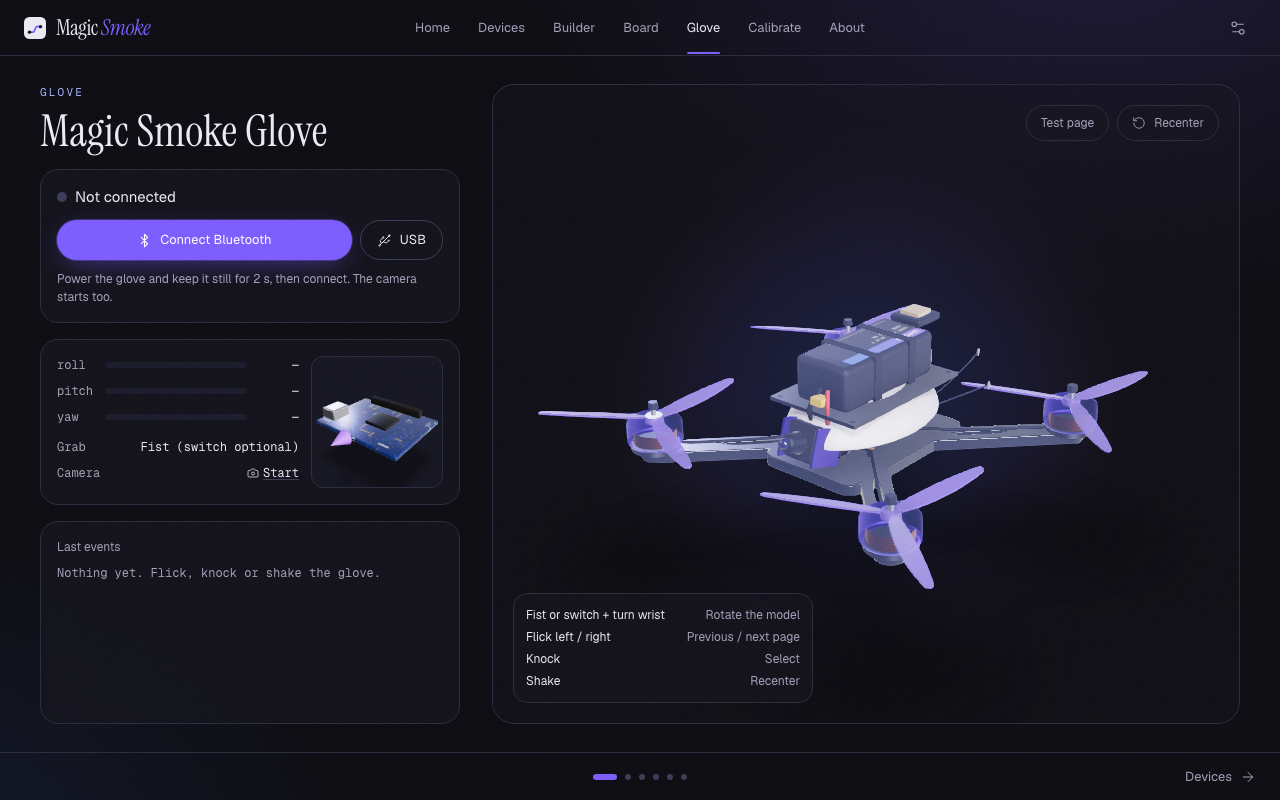 Magic Smoke
Home
Devices
Builder
Board
Glove
Calibrate
About
GLOVE
Magic Smoke Glove
Not connected
Connect Bluetooth
USB
Power the glove and keep it still for 2 s, then connect. The camera
starts too.
roll –
pitch –
yaw –
Grab Fist (switch optional)
Camera Start
Last events
Nothing yet. Flick, knock or shake the glove.
Test page
Recenter
Fist or switch + turn wrist Rotate the model
Flick left / right Previous / next page
Knock Select
Shake Recenter
Devices